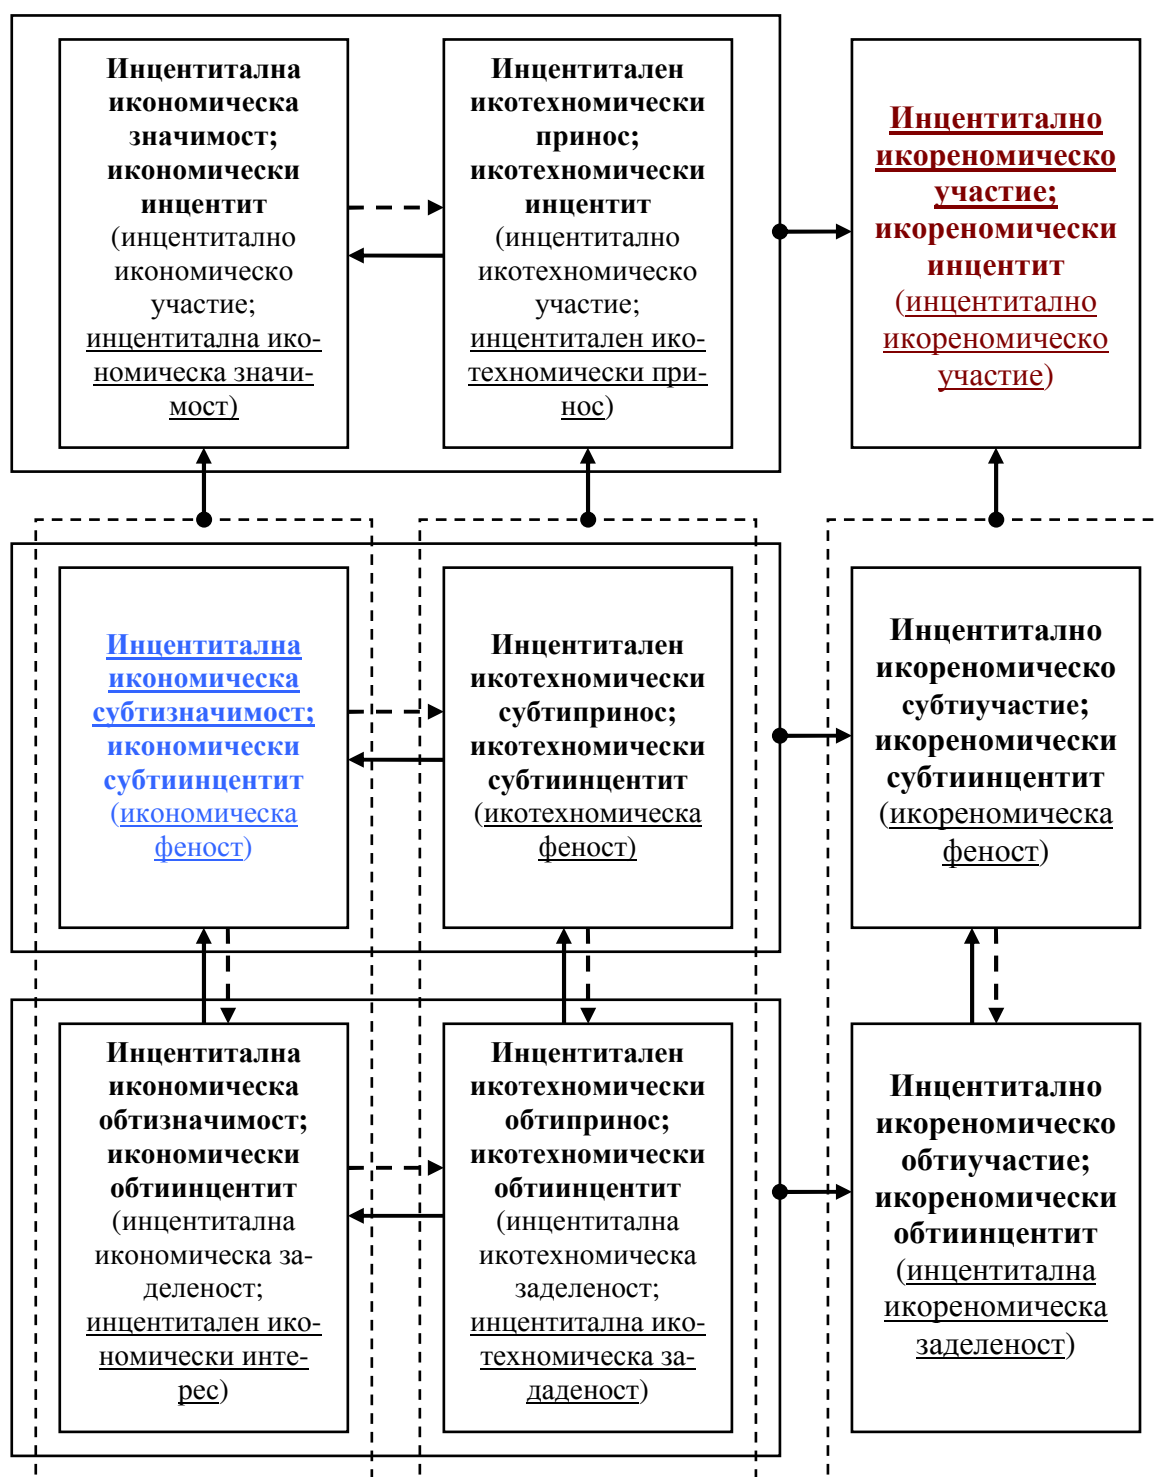 Инцентитална
икономическа
значимост;
икономически
инцентит
(инцентитално
икономическо
участие;
инцентитална ико-
номическа значи-
мост)
Инцентитален
икотехномически
принос;
икотехномически
инцентит
(инцентитално
икотехномическо
участие;
инцентитален ико-
техномически при-
нос)
Инцентитално
икореномическо
участие;
икореномически
инцентит
(инцентитално
икореномическо
участие)
Инцентитална
икономическа
субтизначимост;
икономически
субтиинцентит
(икономическа
феност)
Инцентитален
икотехномически
субтипринос;
икотехномически
субтиинцентит
(икотехномическа
феност)
Инцентитално
икореномическо
субтиучастие;
икореномически
субтиинцентит
(икореномическа
феност)
Инцентитална
икономическа
обтизначимост;
икономически
обтиинцентит
(инцентитална
икономическа за-
деленост;
инцентитален ико-
номически инте-
рес)
Инцентитален
икотехномически
обтипринос;
икотехномически
обтиинцентит
(инцентитална
икотехномическа
заделеност;
инцентитална ико-
техномическа за-
даденост)
Инцентитално
икореномическо
обтиучастие;
икореномически
обтиинцентит
(инцентитална
икореномическа
заделеност)